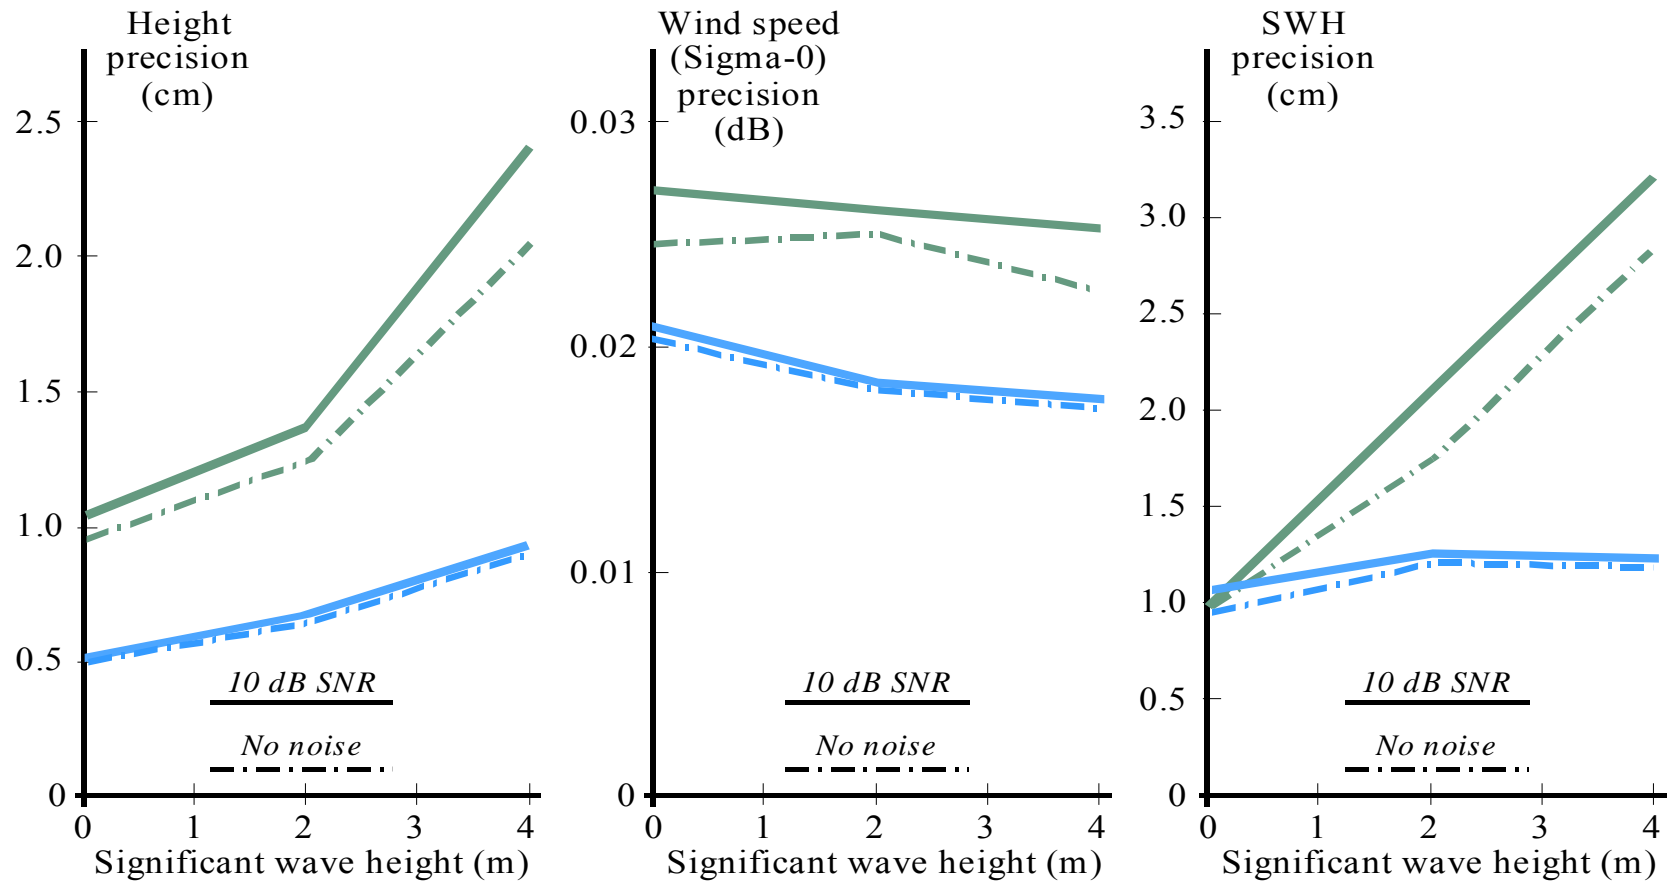 Height
precision
(cm)
2.5
2.0
1.5
1.0
0.5
0
10 dB SNR
No noise
0 1 2 3 4
Significant wave height (m)
Wind speed
(Sigma-0)
precision
(dB)
0.03
0.02
0.01
0
10 dB SNR
No noise
0 1 2 3 4
Significant wave height (m)
SWH
precision
(cm)
3.5
3.0
2.5
2.0
1.5
1.0
0.5
0
10 dB SNR
No noise
0 1 2 3 4
Significant wave height (m)